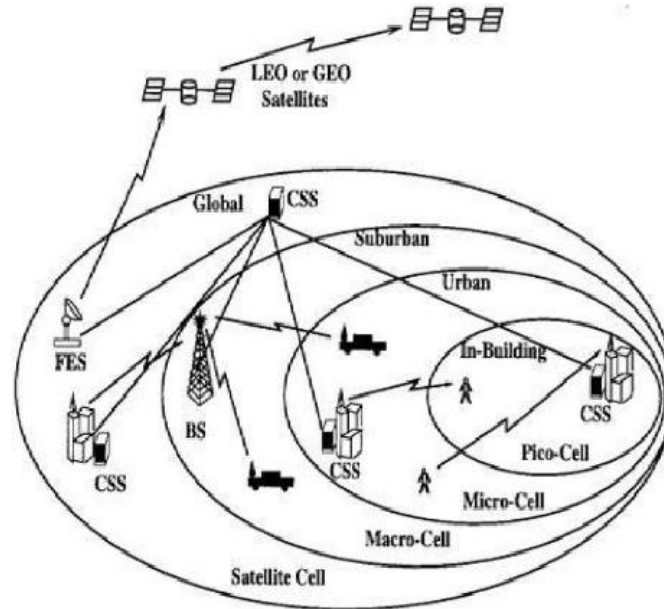 LEO or GEO
Satellites
Global
CSS
Suburban
Urban
In-Building
FES
BS
CSS
CSS
CSS
Pico-Cell
Micro-Cell
Macro-Cell
Satellite Cell